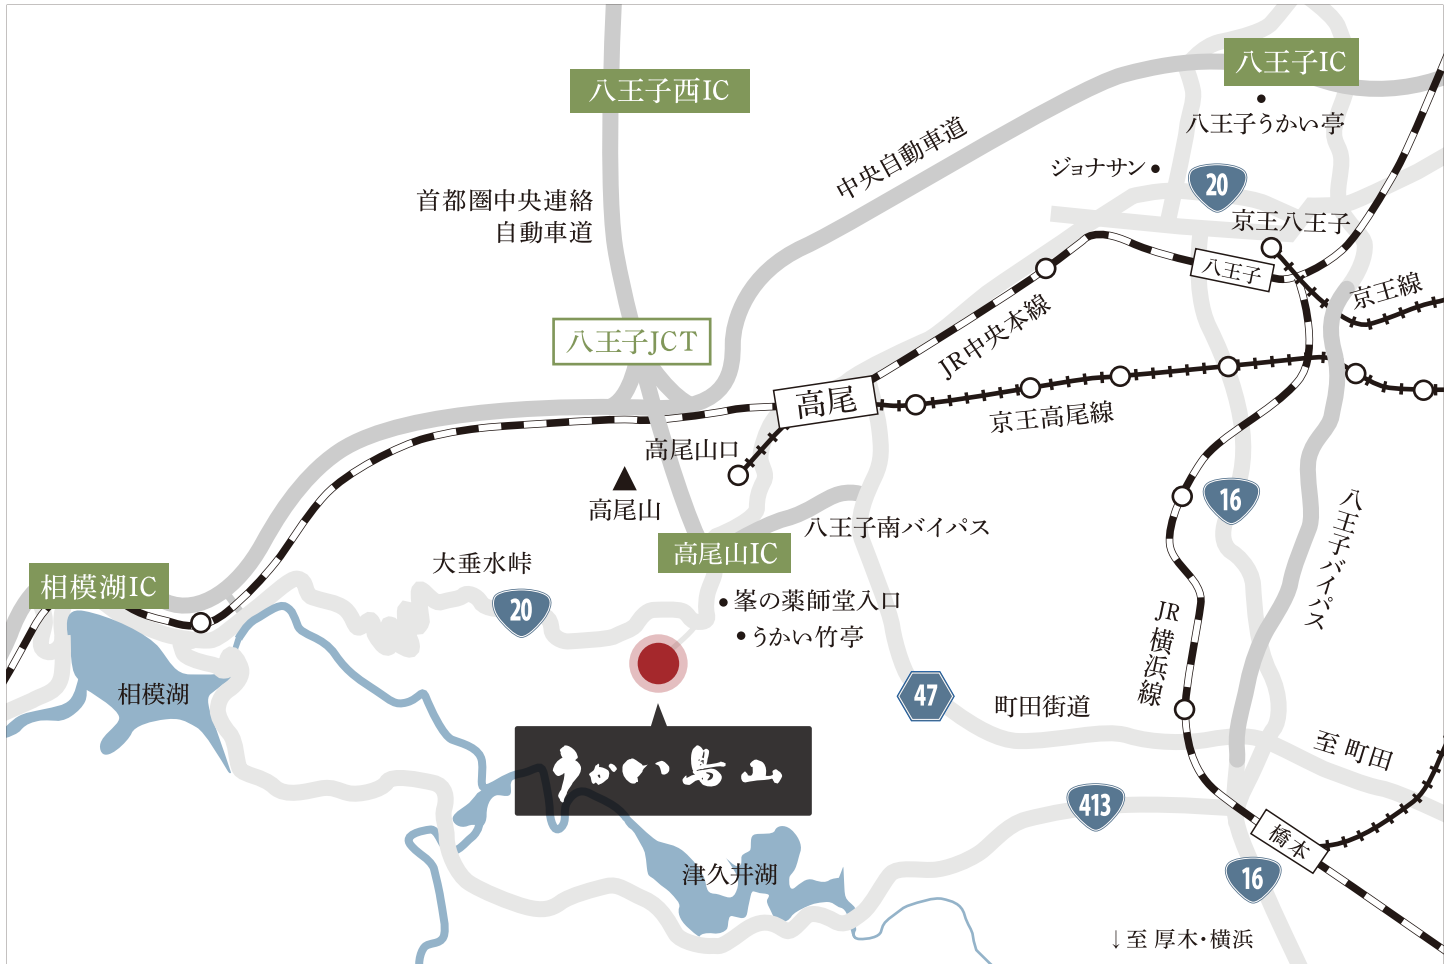 八王子IC
八王子西IC
八王子うかい亭
中央自動車道
ジョナサン
20
首都圏中央連絡
自動車道
京王八王子
八王子
京王線
八王子JCT
JR中央本線
高尾
京王高尾線
高尾山口
高尾山
16
八王子バイパス
八王子南バイパス
高尾山IC
大垂水峠
相模湖IC
20
峯の薬師堂入口
うかい竹亭
JR横浜線
相模湖
47
町田街道
至 町田
うかい鳥山
413
橋本
津久井湖
16
↓至 厚木・横浜